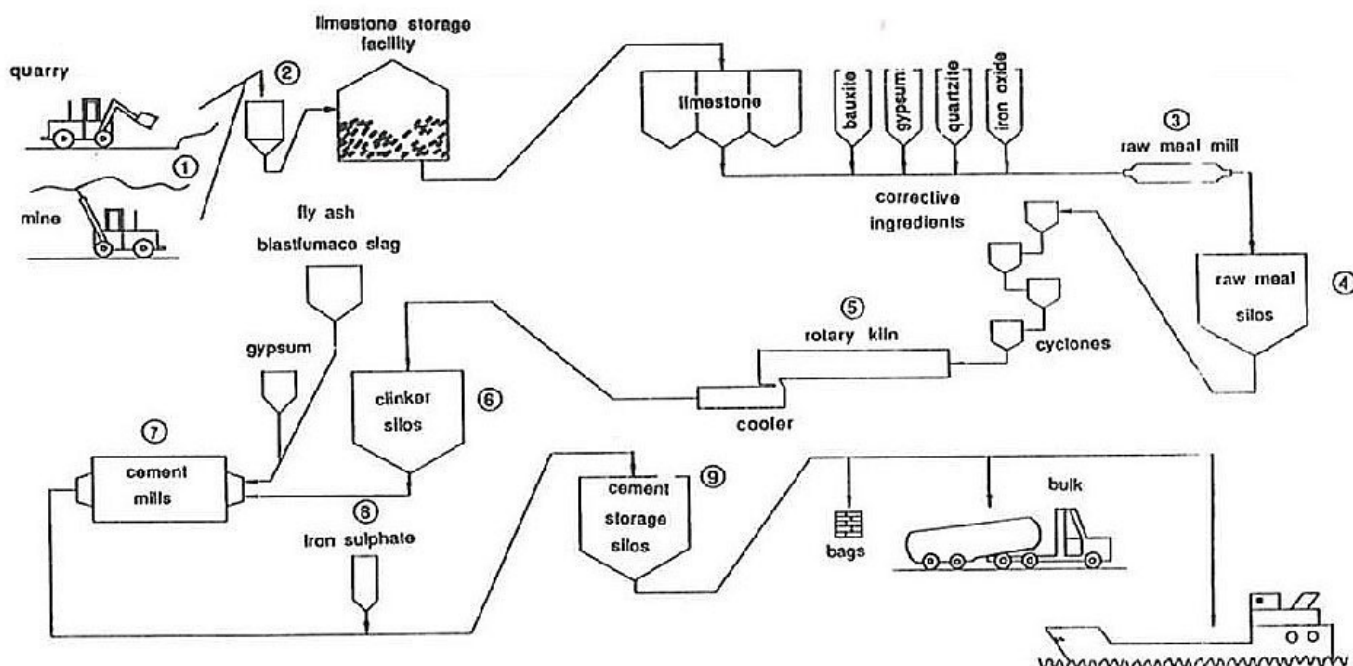 limestone storage
facility
quarry
②
①
mine
limestone
bauxite
gypsum
quartzite
iron oxide
③
raw meal mill
corrective
ingredients
fly ash
blastfurnace slag
raw meal
silos
④
⑤
rotary kiln
cyclones
cooler
gypsum
clinker
silos
⑥
⑦
cement
mills
⑧
Iron sulphate
cement
storage
silos
⑨
bags
bulk